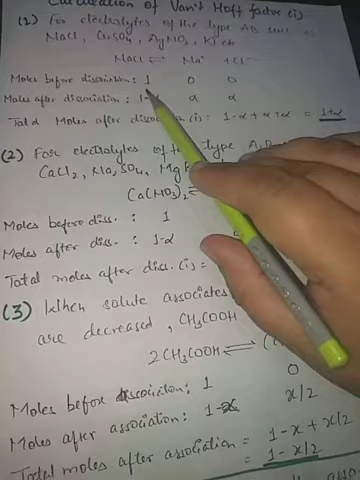 Calculation of Van't Hoff factor (i)
(1) For electrolytes of the type AB such as
NaCl, CuSO4, AgNO3, KCl etc
NaCl ⇌ Na+ + Cl-
Moles before dissociation: 1 0 0
Moles after dissociation: 1- α α
Total Moles after dissoc (i): 1-α+α+α = 1+α
(2) For electrolytes of type A
CaCl2, Na2SO4, Mg
Ca(NO3)2 ⇌
Moles before diss.: 1
Moles after diss.: 1-α
Total moles after diss. (i) =
(3) When solute associates
are decreased, CH3COOH
2CH3COOH ⇌ (
Moles before association: 1 0
Moles after association: 1-x x/2
Total moles after association = 1-x+x/2
= 1-x/2